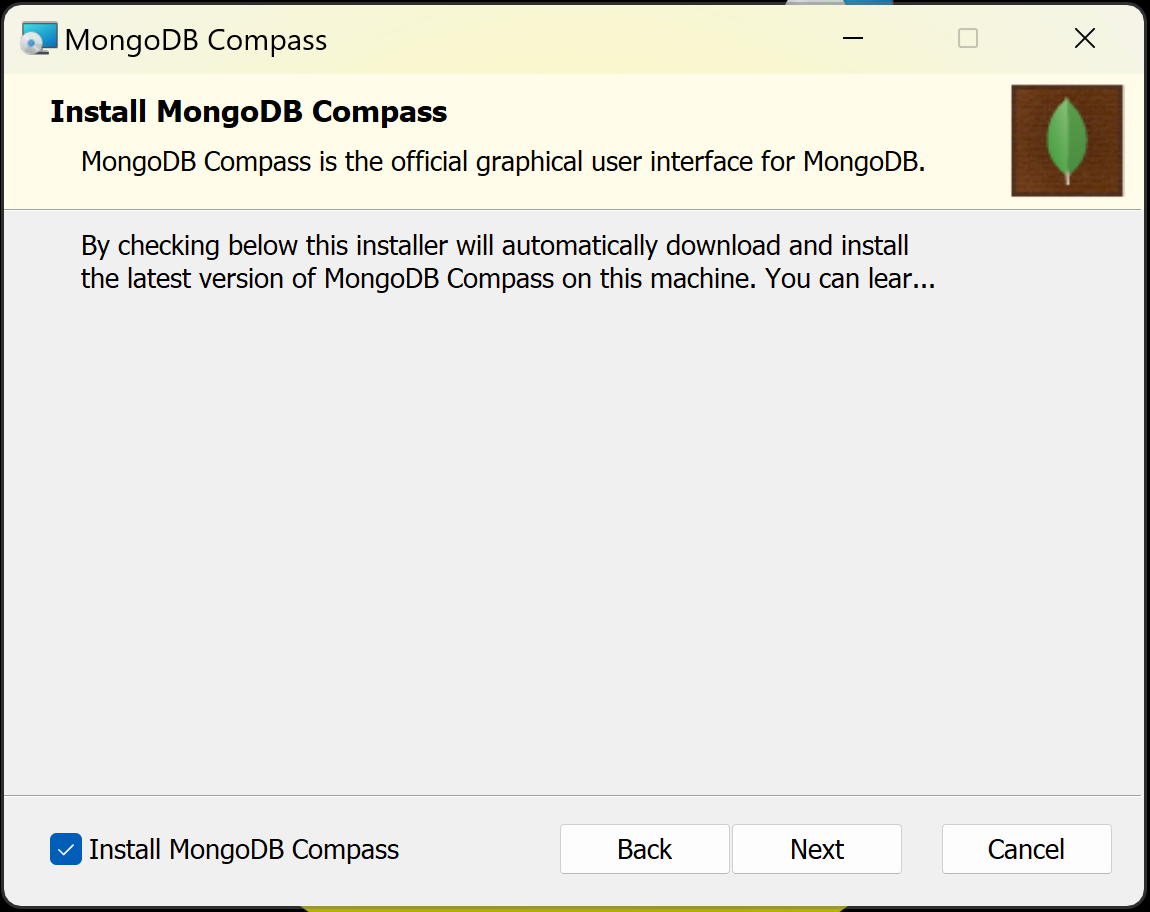 MongoDB Compass
Install MongoDB Compass
MongoDB Compass is the official graphical user interface for MongoDB.
By checking below this installer will automatically download and install
the latest version of MongoDB Compass on this machine. You can lear...
Install MongoDB Compass
Back
Next
Cancel